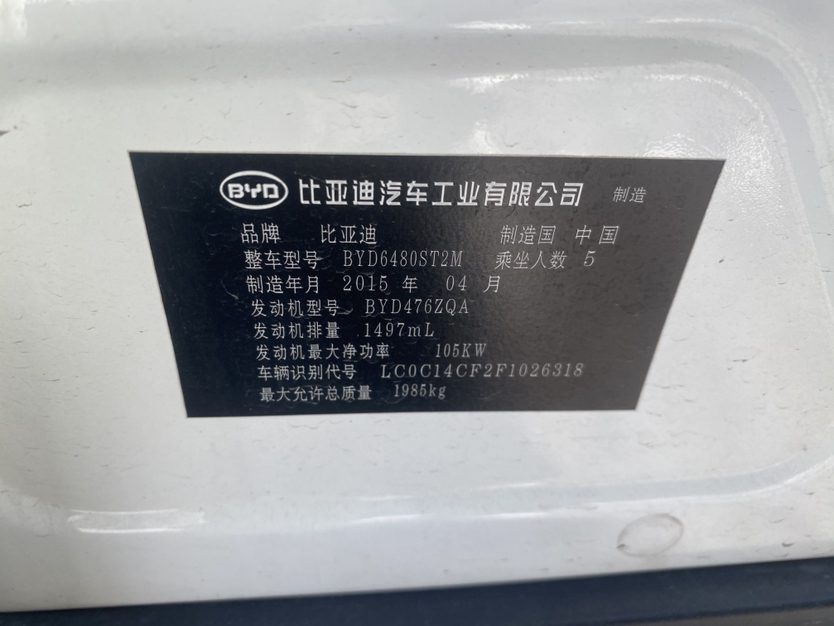 BYD 比亚迪汽车工业有限公司 制造
品牌 比亚迪 制造国 中国
整车型号 BYD6480ST2M 乘坐人数 5
制造年月 2015 年 04 月
发动机型号 BYD476ZQA
发动机排量 1497mL
发动机最大净功率 105KW
车辆识别代号 LC0C14CF2F1026318
最大允许总质量 1985kg